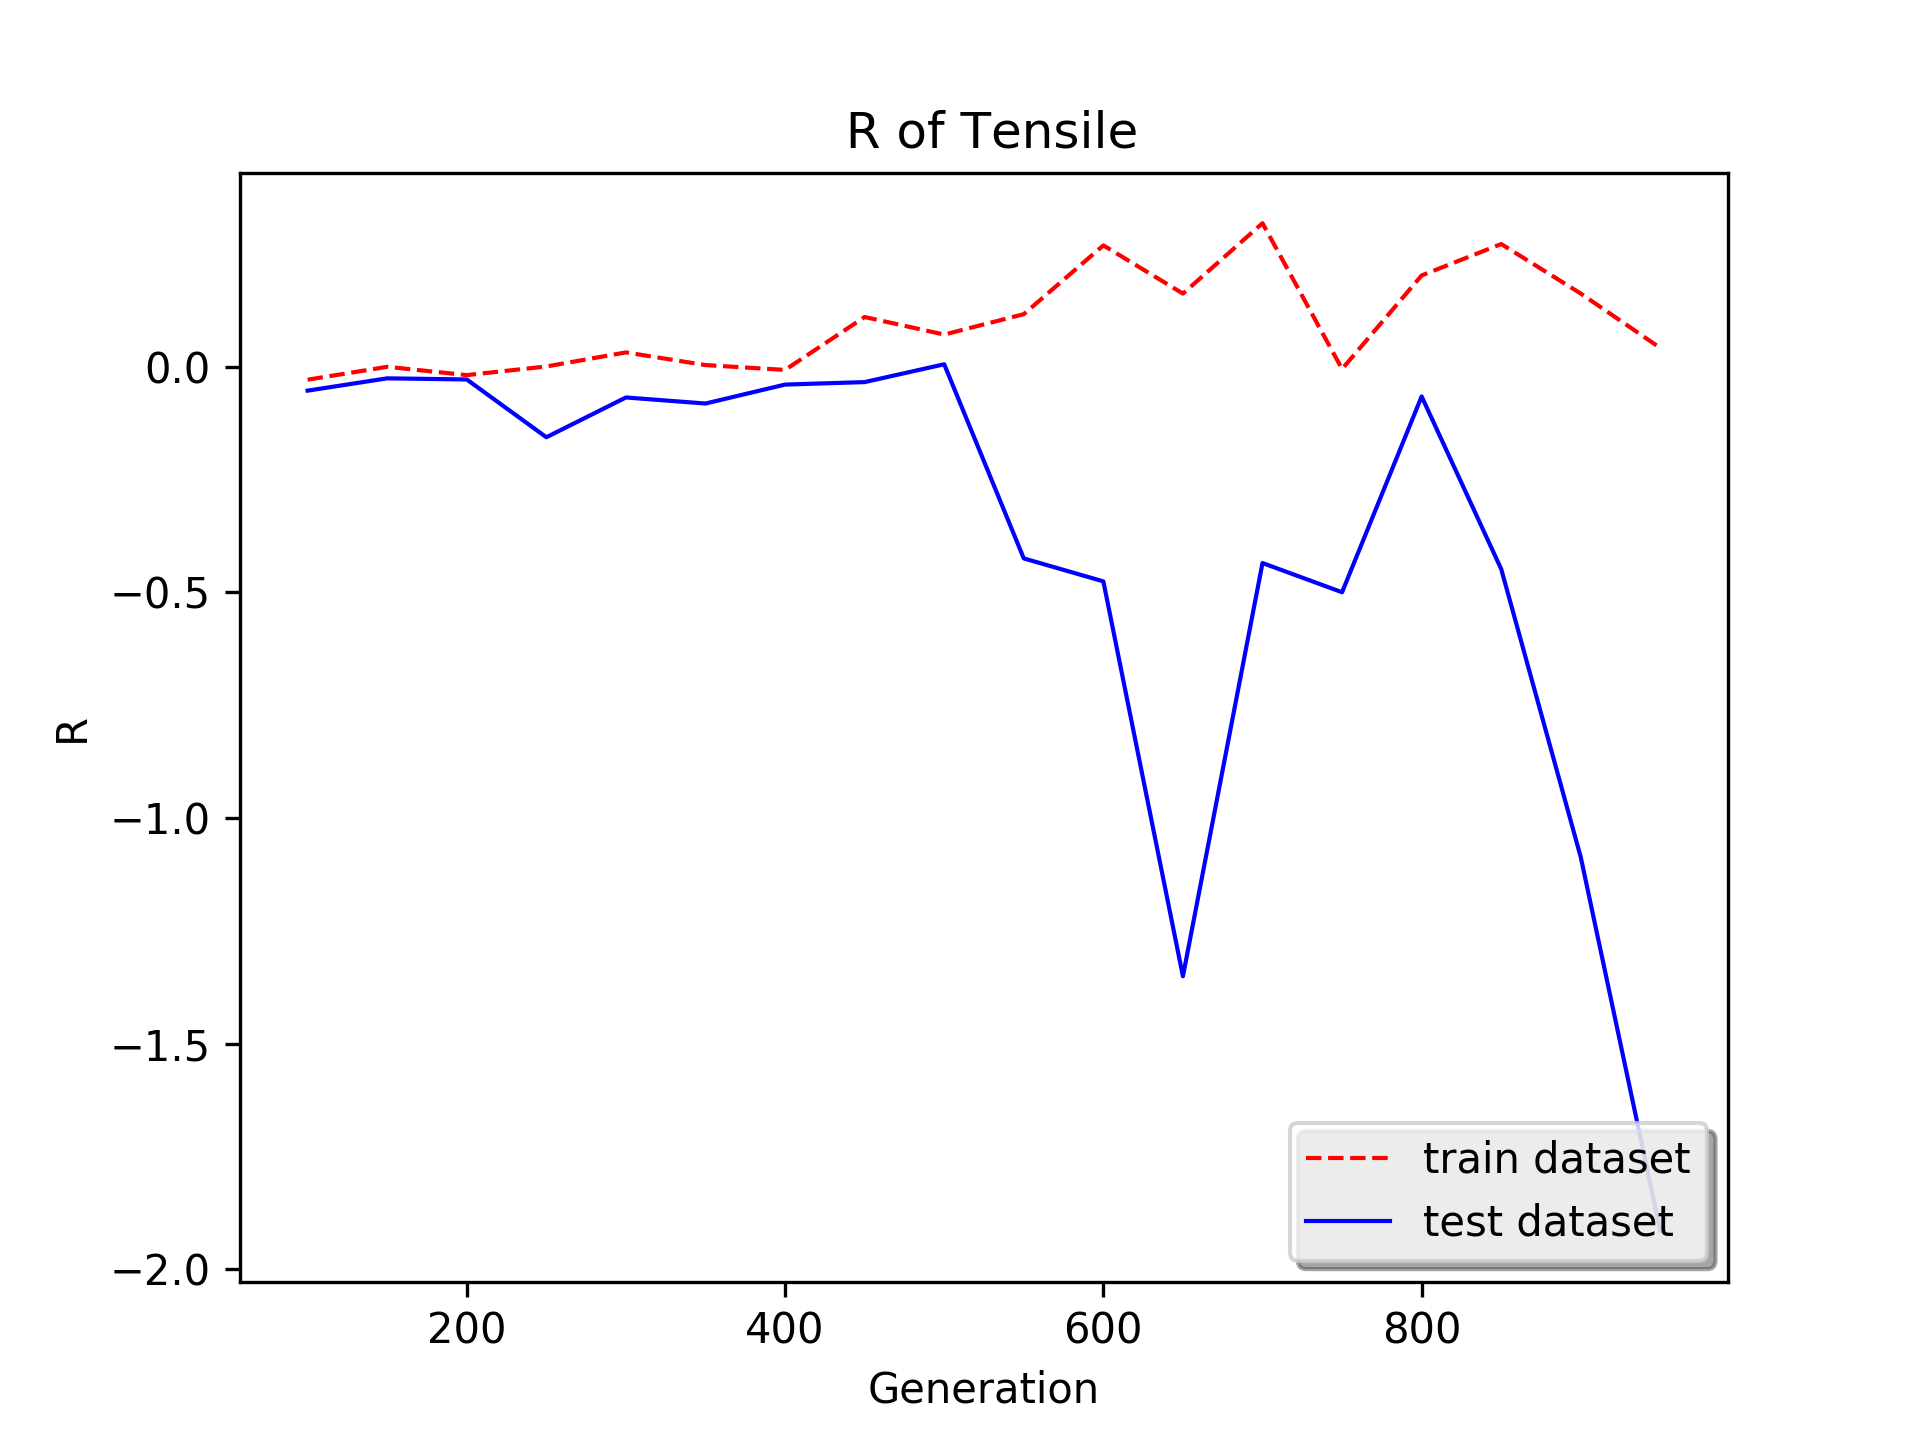 R of Tensile
R
0.0
−0.5
−1.0
−1.5
−2.0
train dataset
test dataset
200 400 600 800
Generation